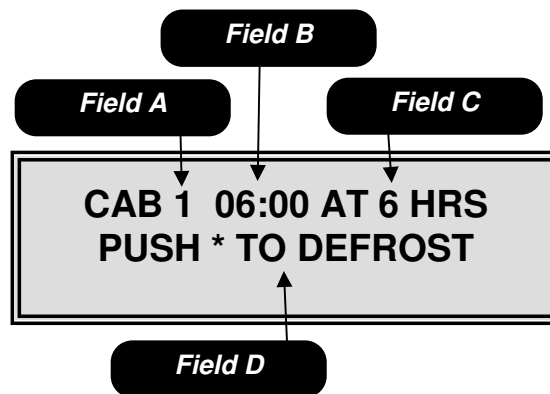 Field B
Field A
Field C
CAB 1 06:00 AT 6 HRS
PUSH * TO DEFROST
Field D